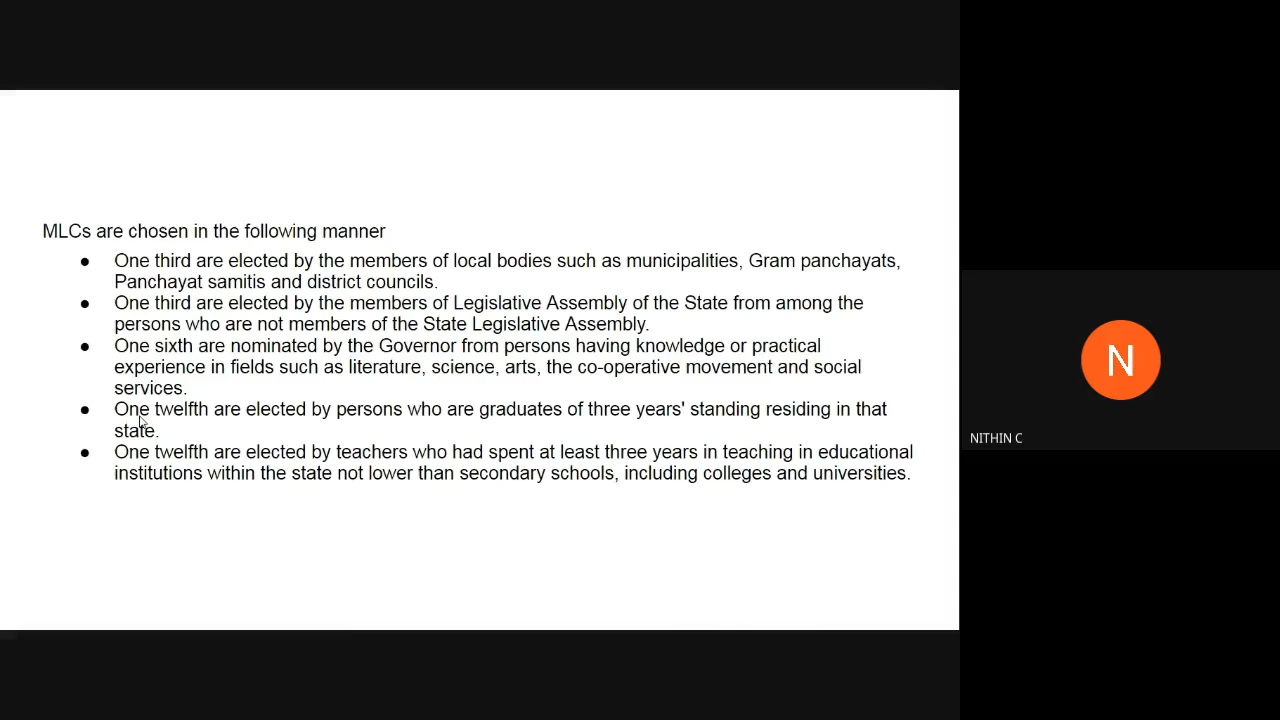 MLCs are chosen in the following manner
● One third are elected by the members of local bodies such as municipalities, Gram panchayats,
Panchayat samitis and district councils.
● One third are elected by the members of Legislative Assembly of the State from among the
persons who are not members of the State Legislative Assembly.
● One sixth are nominated by the Governor from persons having knowledge or practical
experience in fields such as literature, science, arts, the co-operative movement and social
services.
● One twelfth are elected by persons who are graduates of three years' standing residing in that
state.
● One twelfth are elected by teachers who had spent at least three years in teaching in educational
institutions within the state not lower than secondary schools, including colleges and universities.
N
NITHIN C